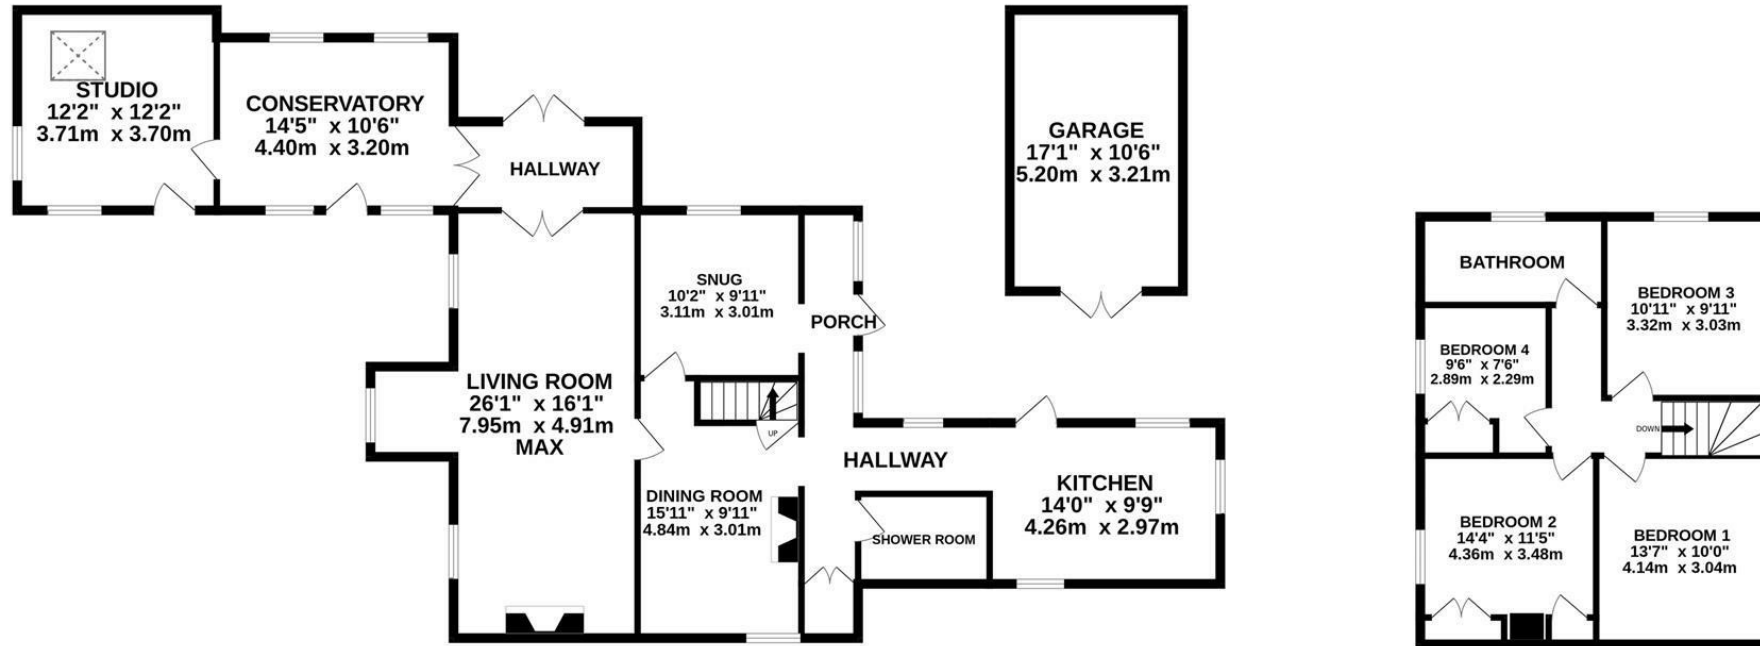 STUDIO
12'2" x 12'2"
3.71m x 3.70m
CONSERVATORY
14'5" x 10'6"
4.40m x 3.20m
HALLWAY
GARAGE
17'1" x 10'6"
5.20m x 3.21m
SNUG
10'2" x 9'11"
3.11m x 3.01m
PORCH
LIVING ROOM
26'1" x 16'1"
7.95m x 4.91m
MAX
UP
DINING ROOM
15'11" x 9'11"
4.84m x 3.01m
HALLWAY
SHOWER ROOM
KITCHEN
14'0" x 9'9"
4.26m x 2.97m
BATHROOM
BEDROOM 3
10'11" x 9'11"
3.32m x 3.03m
BEDROOM 4
9'6" x 7'6"
2.89m x 2.29m
DOWN
BEDROOM 2
14'4" x 11'5"
4.36m x 3.48m
BEDROOM 1
13'7" x 10'0"
4.14m x 3.04m